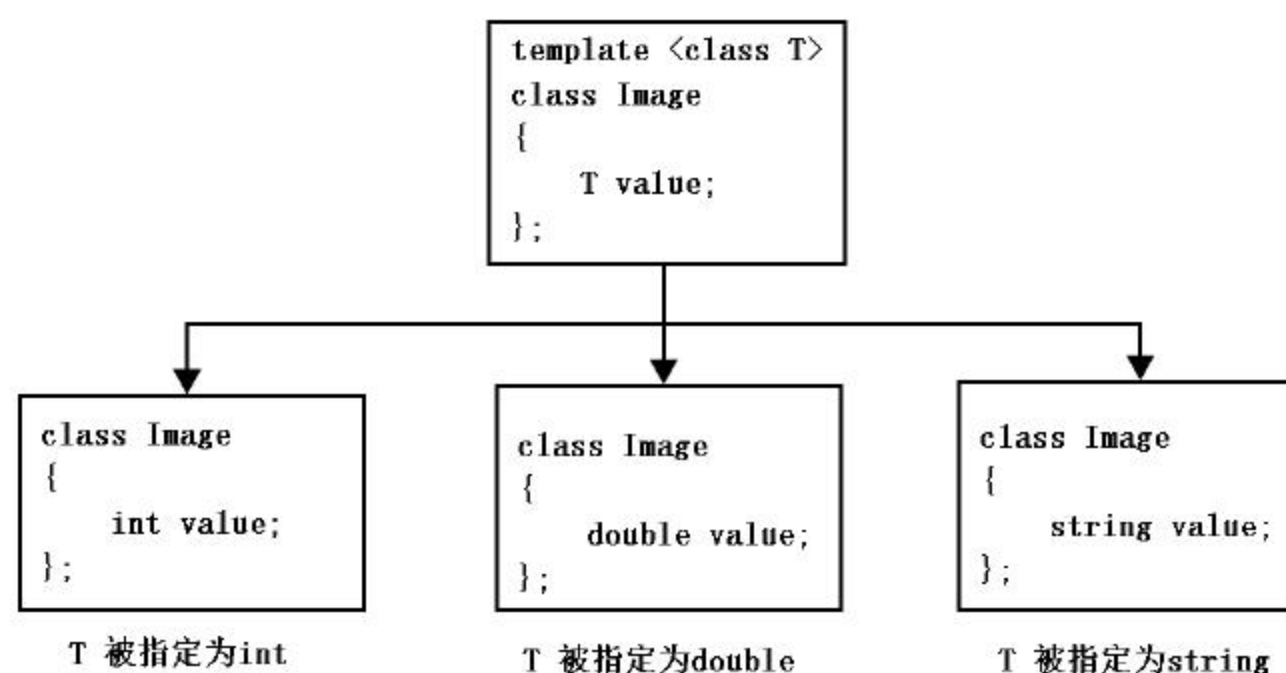 template <class T>
class Image
{
T value;
};
class Image
{
int value;
};
T 被指定为int
class Image
{
double value;
};
T 被指定为double
class Image
{
string value;
};
T 被指定为string